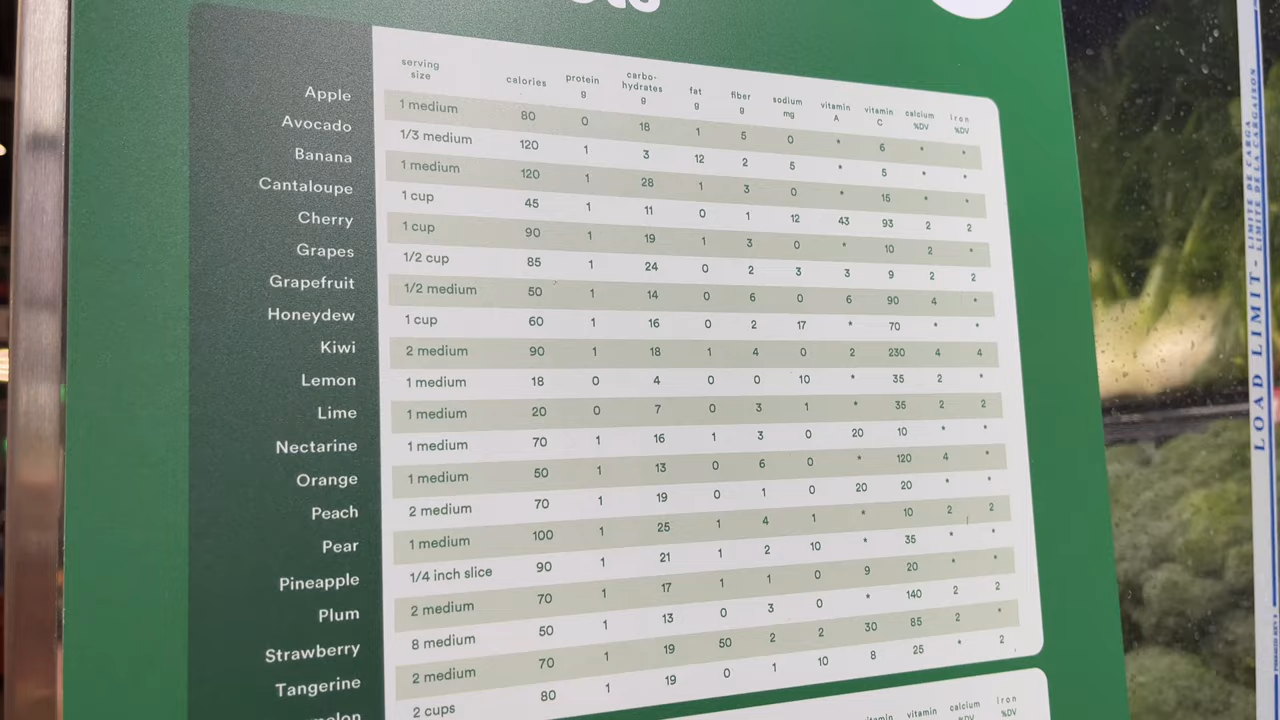 serving size calories protein g carbo-hydrates g fat g fiber g sodium mg vitamin A vitamin C calcium %DV iron %DV
Apple 1 medium 80 0 18 1 5 0 * 6 * *
Avocado 1/3 medium 120 1 3 12 2 5 * 5 * *
Banana 1 medium 120 1 28 1 3 0 * 15 * *
Cantaloupe 1 cup 45 1 11 0 1 12 43 93 2 2
Cherry 1 cup 90 1 19 1 3 0 * 10 2 *
Grapes 1/2 cup 85 1 24 0 2 3 3 9 2 2
Grapefruit 1/2 medium 50 1 14 0 6 0 6 90 4 *
Honeydew 1 cup 60 1 16 0 2 17 * 70 * *
Kiwi 2 medium 90 1 18 1 4 0 2 230 4 4
Lemon 1 medium 18 0 4 0 0 10 * 35 2 *
Lime 1 medium 20 0 7 0 3 1 * 35 2 2
Nectarine 1 medium 70 1 16 1 3 0 20 10 * *
Orange 1 medium 50 1 13 0 6 0 * 120 4 *
Peach 2 medium 70 1 19 0 1 0 20 20 * *
Pear 1 medium 100 1 25 1 4 1 * 10 2 2
Pineapple 1/4 inch slice 90 1 21 1 2 10 * 35 * *
Plum 2 medium 70 1 17 1 1 0 9 20 * *
Strawberry 8 medium 50 1 13 0 3 0 * 140 2 2
Tangerine 2 medium 70 1 19 50 2 2 30 85 2 *
2 cups 80 1 19 0 1 10 8 25 * 2
vitamin calcium iron %DV
LOAD LIMIT - LIMITE DE CARGA
LIMITE DE LA CARGAISON